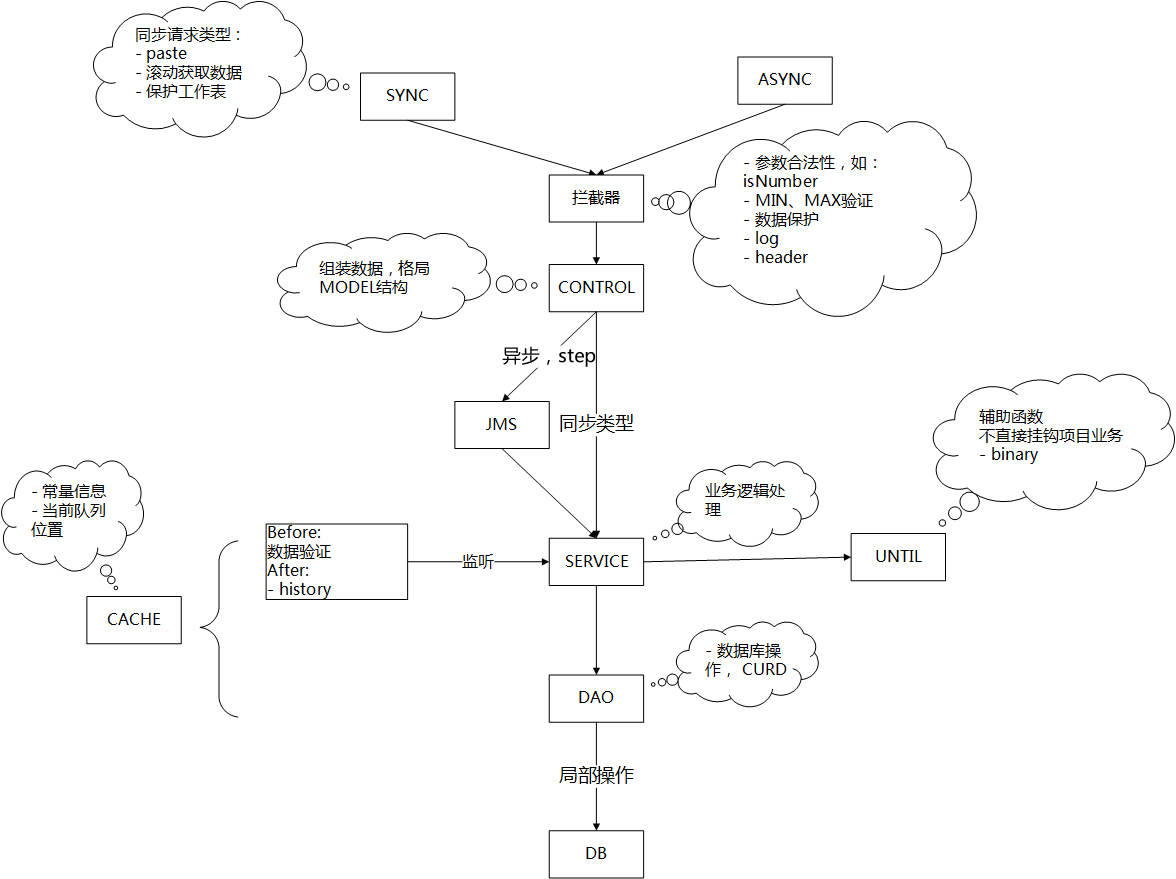 同步请求类型：
- paste
- 滚动获取数据
- 保护工作表
SYNC
ASYNC
拦截器
- 参数合法性，如：
isNumber
- MIN、MAX验证
- 数据保护
- log
- header
组装数据，格局
MODEL结构
CONTROL
异步，step
JMS
同步类型
辅助函数
不直接挂钩项目业务
- binary
- 常量信息
- 当前队列
位置
CACHE
Before:
数据验证
After:
- history
监听
业务逻辑处
理
SERVICE
UNTIL
- 数据库操
作， CURD
DAO
局部操作
DB